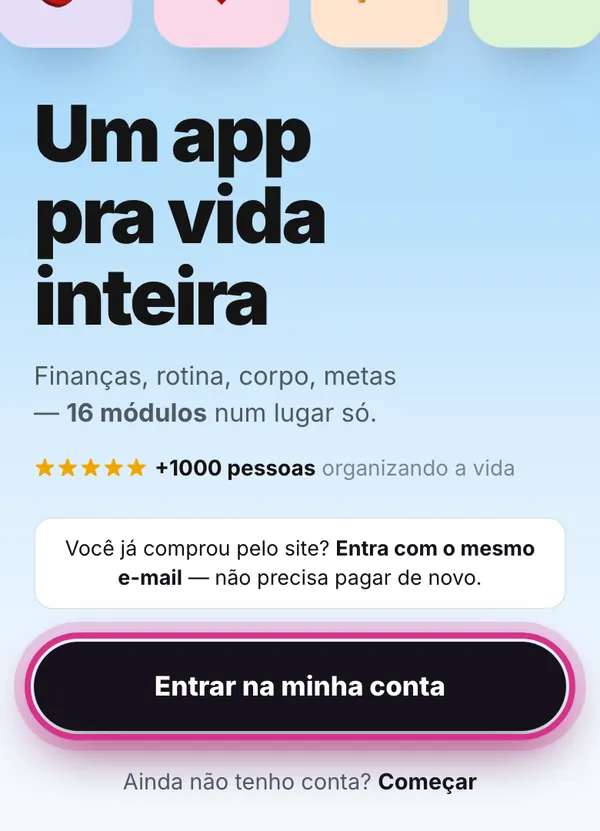 Um app
pra vida
inteira
Finanças, rotina, corpo, metas
— 16 módulos num lugar só.
+1000 pessoas organizando a vida
Você já comprou pelo site? Entra com o mesmo
e-mail — não precisa pagar de novo.
Entrar na minha conta
Ainda não tenho conta? Começar